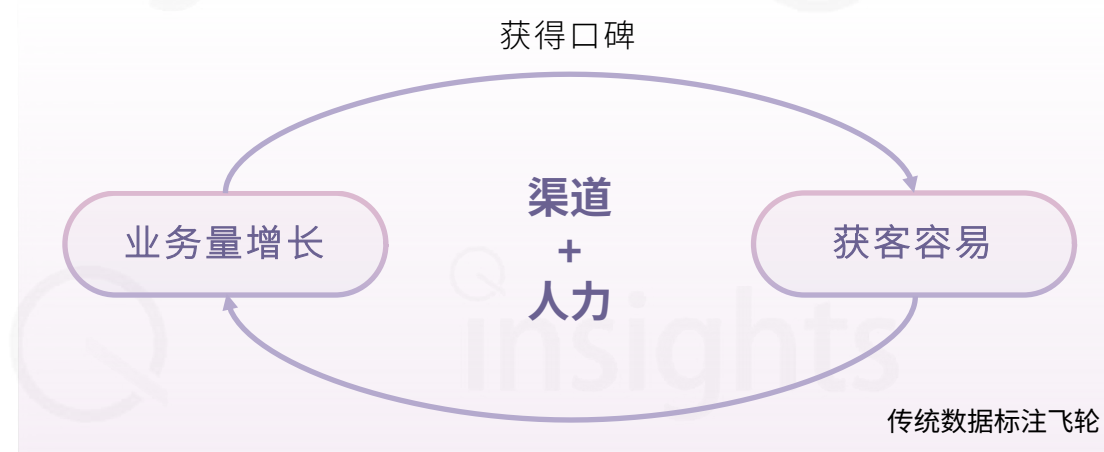 获得口碑
渠道
业务量增长
+
获客容易
人力
Q
insights
传统数据标注飞轮